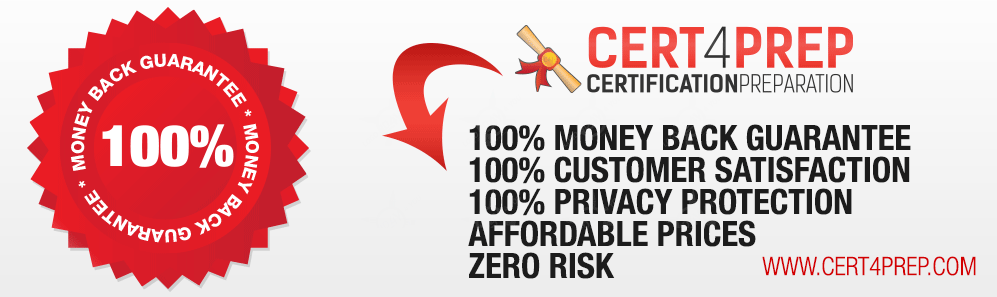 MONEY BACK GUARANTEE * MONEY BACK GUARANTEE *
100%
CERT4PREP
CERTIFICATIONPREPARATION
100% MONEY BACK GUARANTEE
100% CUSTOMER SATISFACTION
100% PRIVACY PROTECTION
AFFORDABLE PRICES
ZERO RISK
WWW.CERT4PREP.COM